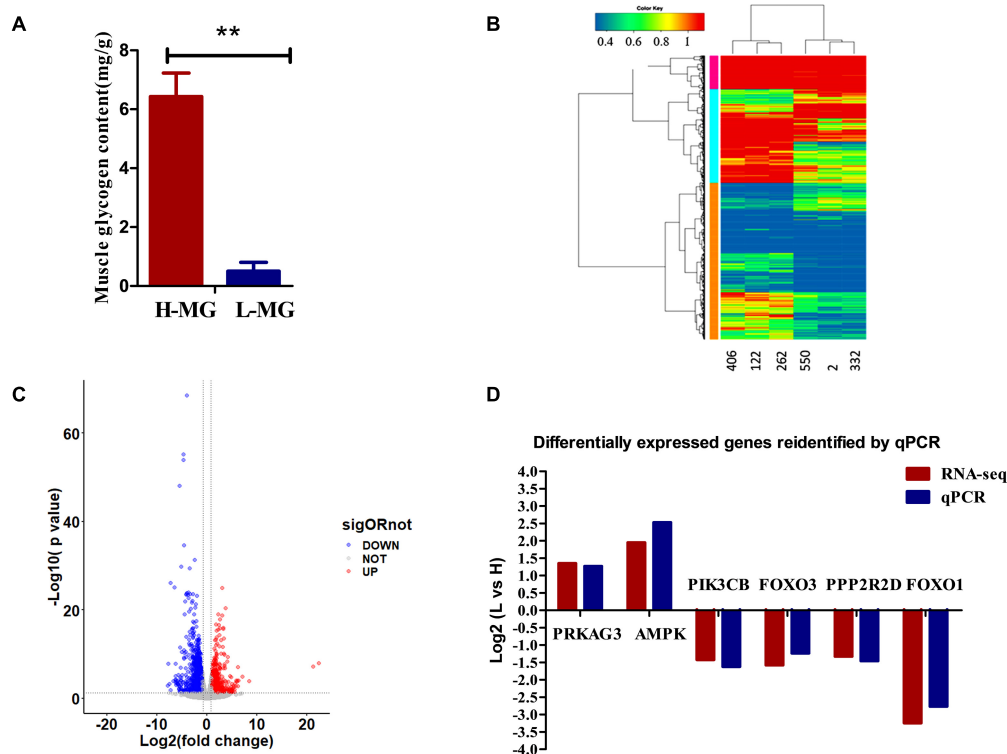 A
**
Muscle glycogen content(mg/g)
8
6
4
2
0
H-MG L-MG
B
Color Key
0.4 0.6 0.8 1
406 122 262 550 2 332
C
-Log10( p value)
60
40
20
0
-20 -10 0 10 20
Log2(fold change)
sigORnot
DOWN
NOT
UP
D
Differentially expressed genes reidentified by qPCR
RNA-seq
qPCR
Log2 (L vs H)
4.0
3.5
3.0
2.5
2.0
1.5
1.0
0.5
0.0
-0.5
-1.0
-1.5
-2.0
-2.5
-3.0
-3.5
-4.0
PIK3CB FOXO3 PPP2R2D FOXO1
PRKAG3 AMPK